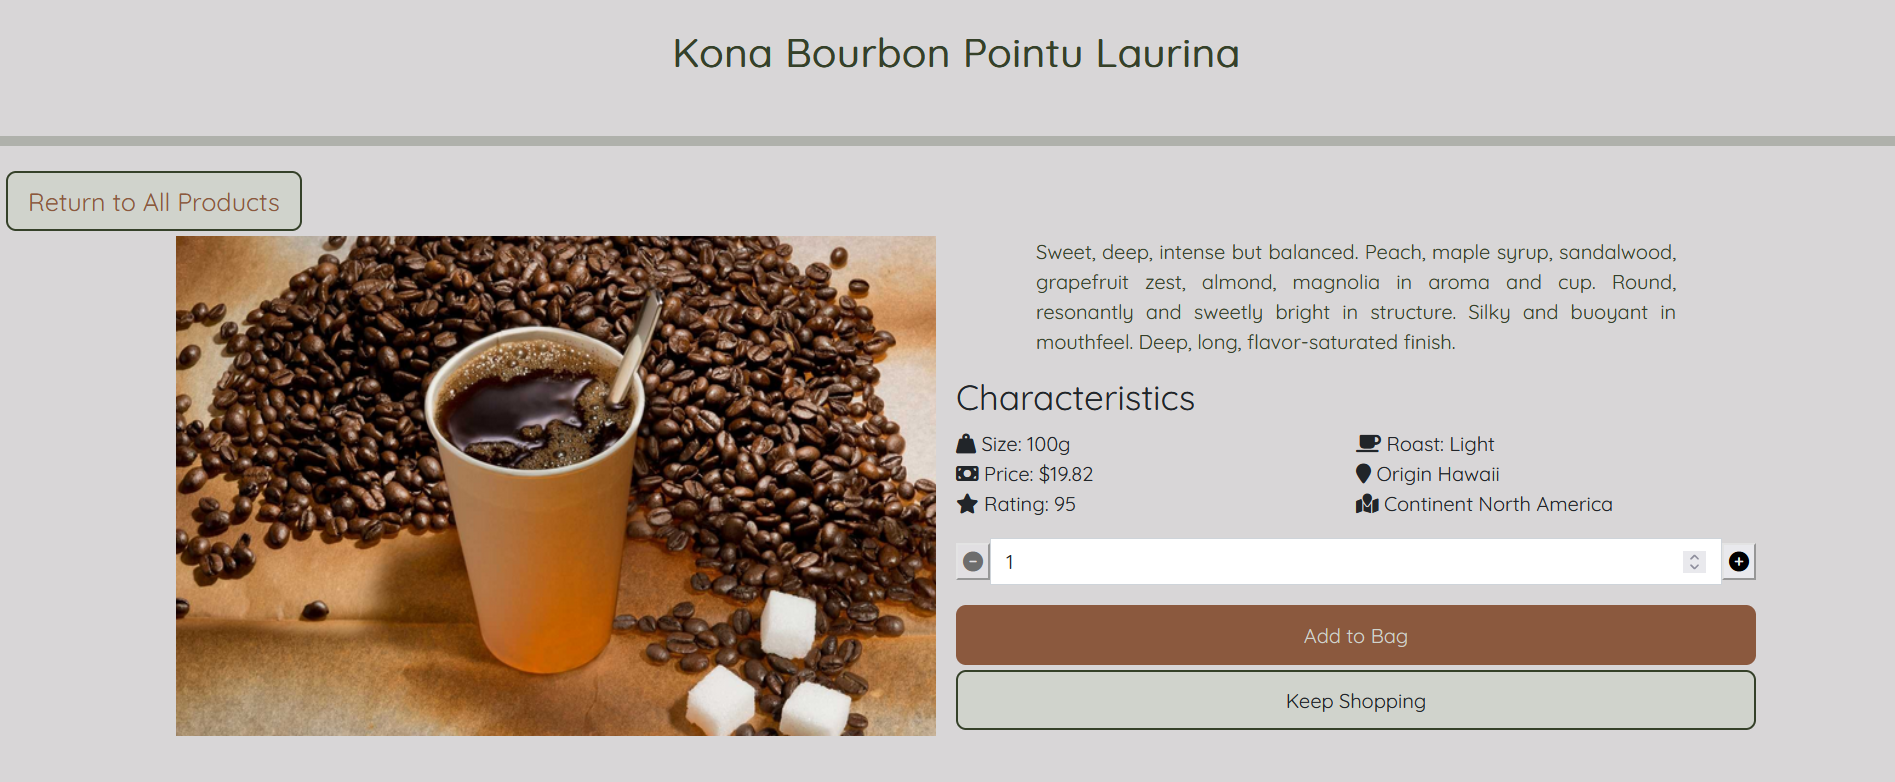 Kona Bourbon Pointu Laurina
Return to All Products
Sweet, deep, intense but balanced. Peach, maple syrup, sandalwood,
grapefruit zest, almond, magnolia in aroma and cup. Round,
resonantly and sweetly bright in structure. Silky and buoyant in
mouthfeel. Deep, long, flavor-saturated finish.
Characteristics
Size: 100g
Price: $19.82
Rating: 95
Roast: Light
Origin Hawaii
Continent North America
1
Add to Bag
Keep Shopping